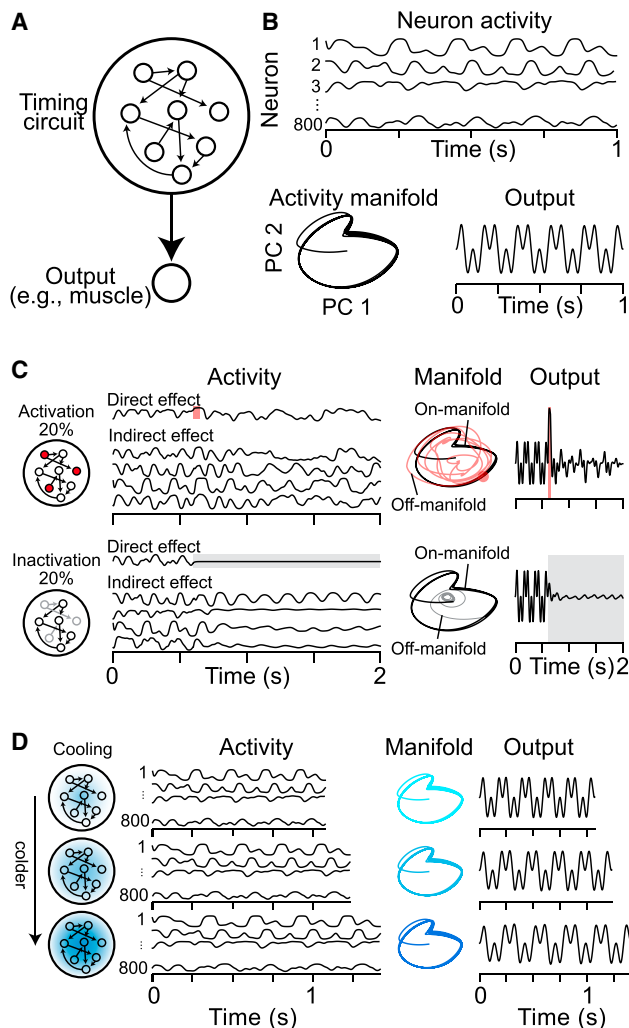 A
Timing
circuit
Output
(e.g., muscle)
B
Neuron activity
Neuron
1
2
3
⋮
800
0
1
Time (s)
Activity manifold
PC 2
PC 1
Output
0
Time (s)
1
C
Activity
Manifold
Output
Activation
20%
Direct effect
Indirect effect
On-manifold
Off-manifold
Inactivation
20%
Direct effect
Indirect effect
0
Time (s)
2
On-manifold
Off-manifold
0 Time (s) 2
D
Cooling
Activity
Manifold
Output
colder
1
⋮
800
1
⋮
800
1
⋮
800
0
1
Time (s)
0
1
Time (s)